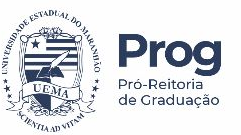 UNIVERSIDADE ESTADUAL DO MARANHÃO
UEMA
SCIENTIA AD VITAM
Prog
Pró-Reitoria
de Graduação